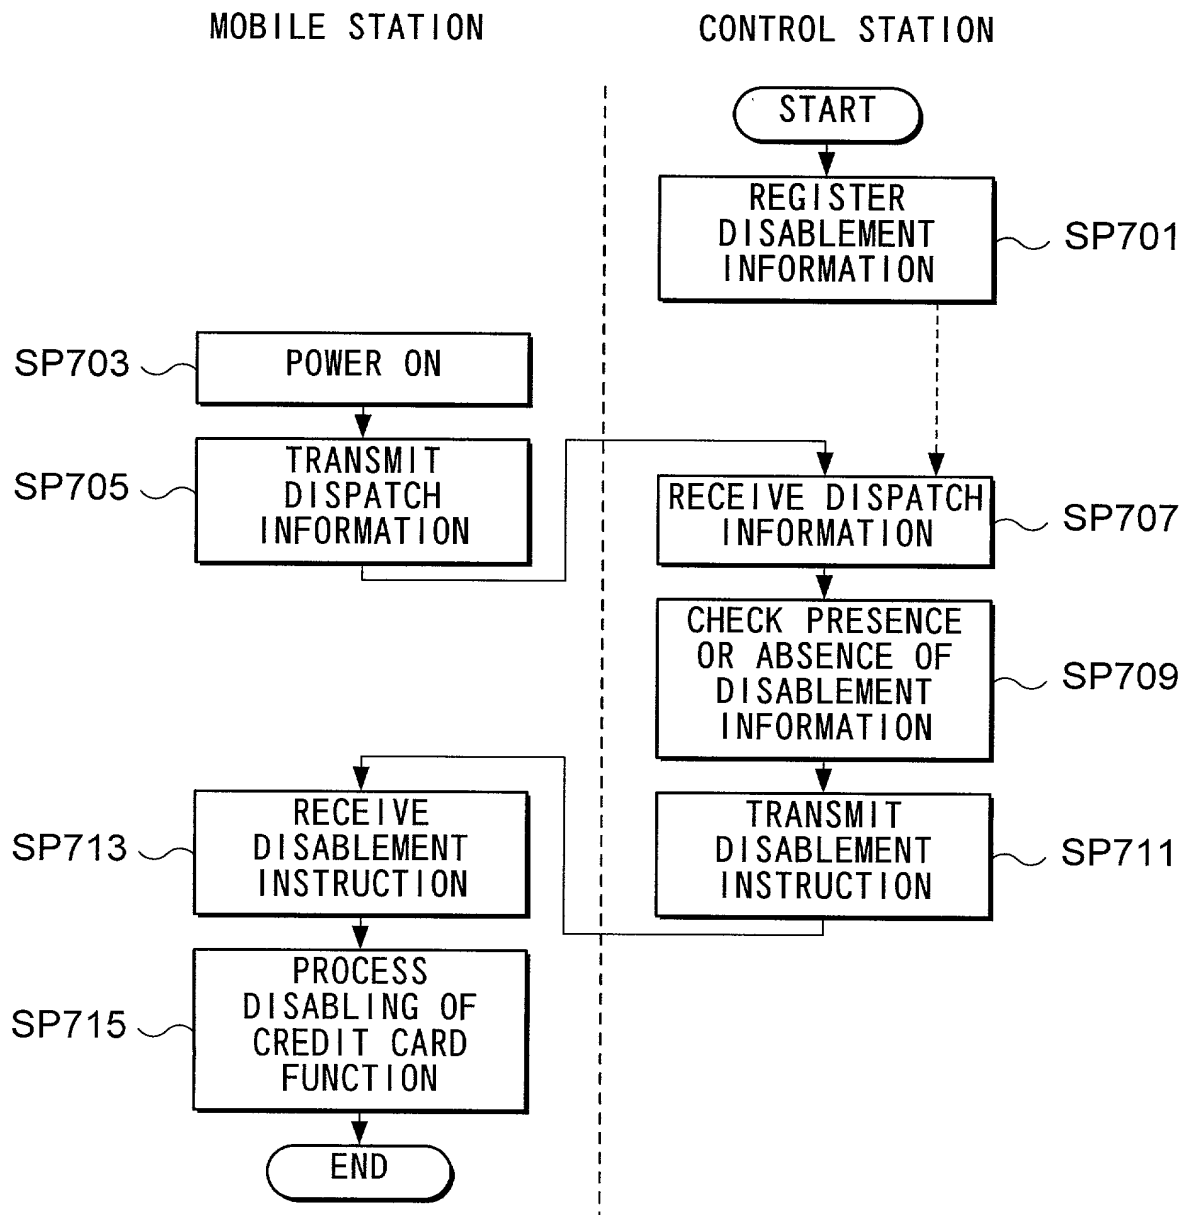 MOBILE STATION
CONTROL STATION
START
REGISTER
DISABLEMENT
INFORMATION
SP701
SP703
POWER ON
SP705
TRANSMIT
DISPATCH
INFORMATION
RECEIVE DISPATCH
INFORMATION
SP707
CHECK PRESENCE
OR ABSENCE OF
DISABLEMENT
INFORMATION
SP709
TRANSMIT
DISABLEMENT
INSTRUCTION
SP711
SP713
RECEIVE
DISABLEMENT
INSTRUCTION
SP715
PROCESS
DISABLING OF
CREDIT CARD
FUNCTION
END